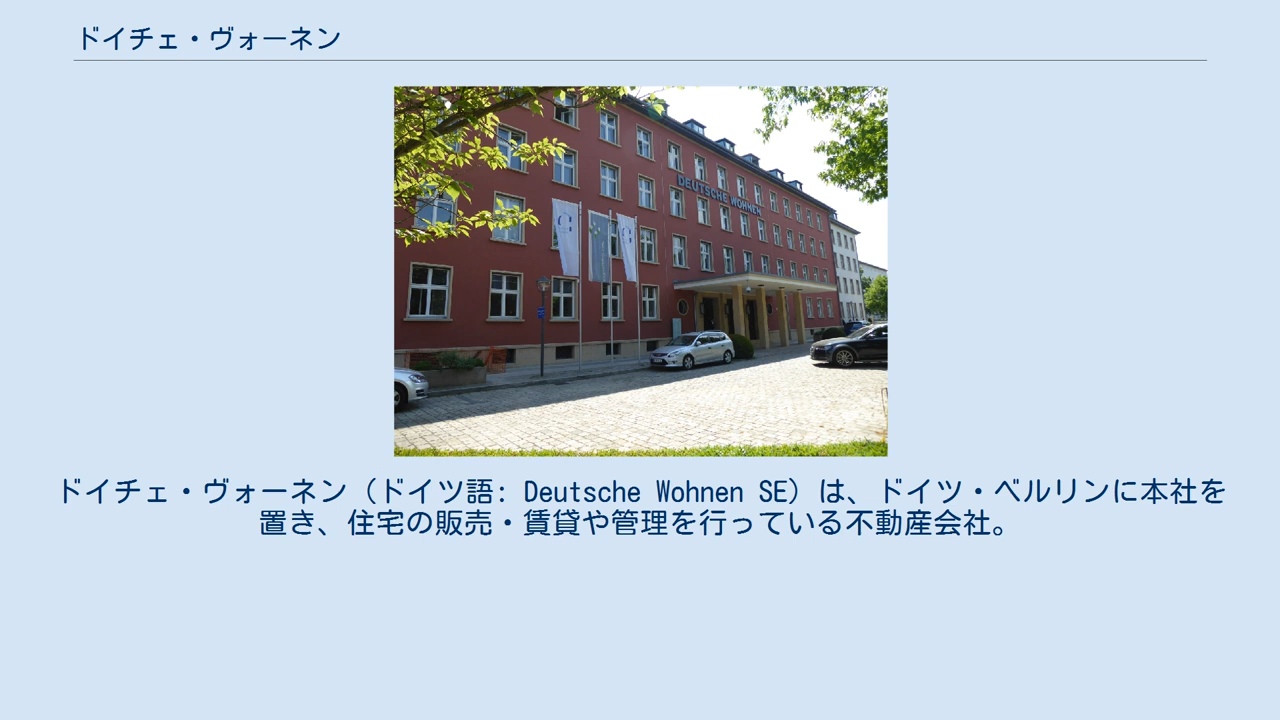 ドイチェ・ヴォーネン
DEUTSCHE WOHNEN
ドイチェ・ヴォーネン（ドイツ語: Deutsche Wohnen SE）は、ドイツ・ベルリンに本社を
置き、住宅の販売・賃貸や管理を行っている不動産会社。